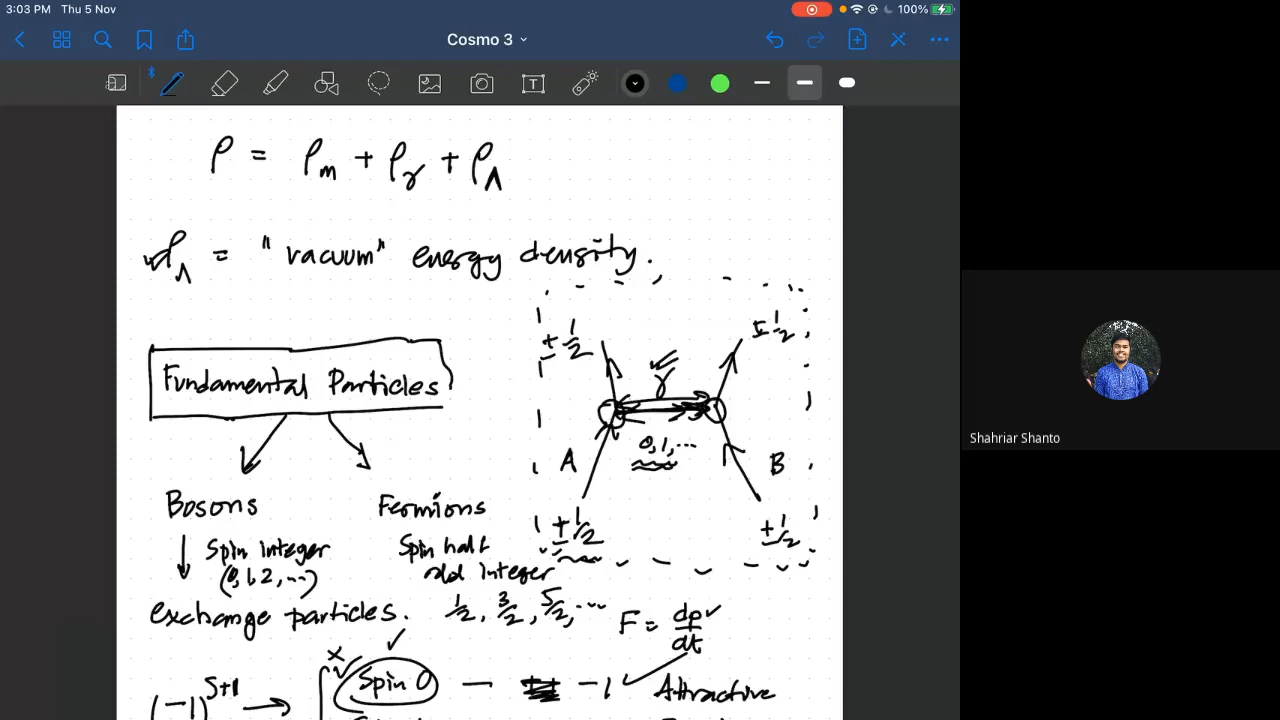 3:03 PM Thu 5 Nov
100%
Cosmo 3
T
ρ = ρm + ργ + ρΛ
ρΛ = "vacuum" energy density.
Fundamental Particles
Bosons
Fermions
Spin integer
(0, 1, 2, ...)
Spin half
odd integer
exchange particles.
1/2, 3/2, 5/2, ...
F = dp/dt
± 1/2
± 1/2
γ
0, 1, ...
A
B
+ 1/2
+ 1/2
(-1)^S+1 →
x
Spin 0 — -1 Attractive
Shahriar Shanto